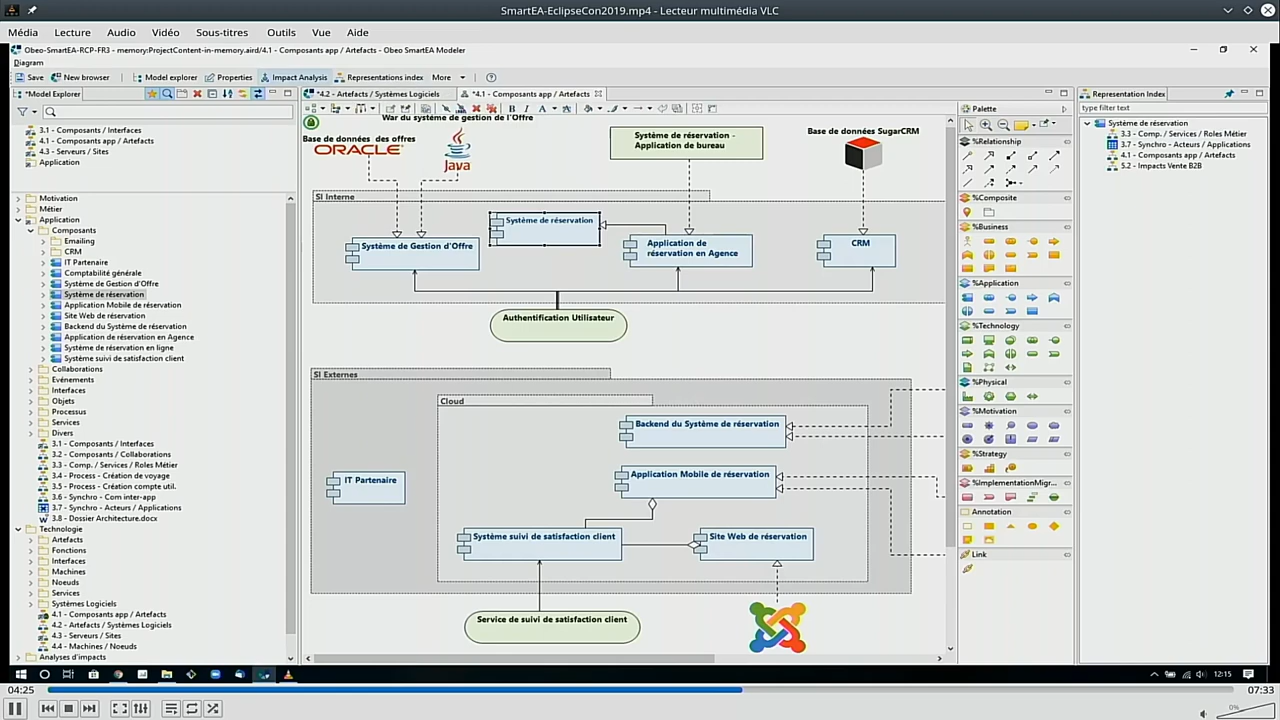 SmartEA-EclipseCon2019.mp4 - Lecteur multimédia VLC
Média Lecture Audio Vidéo Sous-titres Outils Vue Aide
Obeo-SmartEA-RCP-FR3 - memory:ProjectContent-in-memory.aird/4.1 - Composants app / Artefacts - Obeo SmartEA Modeler
Diagram
Save New browser Model explorer Properties Impact Analysis Representations index More
*Model Explorer
3.1 - Composants / Interfaces
4.1 - Composants app / Artefacts
4.3 - Serveurs / Sites
Application
Motivation
Métier
Application
Composants
Emailing
CRM
IT Partenaire
Comptabilité générale
Système de Gestion d'Offre
Système de réservation
Application Mobile de réservation
Site Web de réservation
Backend du Système de réservation
Application de réservation en Agence
Système de réservation en ligne
Système suivi de satisfaction client
Collaborations
Evénements
Interfaces
Objets
Processus
Services
Divers
3.1 - Composants / Interfaces
3.2 - Composants / Collaborations
3.3 - Comp. / Services / Roles Métier
3.4 - Process - Création de voyage
3.5 - Process - Création compte util.
3.6 - Synchro - Com inter-app
3.7 - Synchro - Acteurs / Applications
3.8 - Dossier Architecture.docx
Technologie
Artefacts
Fonctions
Interfaces
Machines
Noeuds
Services
Systèmes Logiciels
4.1 - Composants app / Artefacts
4.2 - Artefacts / Systèmes Logiciels
4.3 - Serveurs / Sites
4.4 - Machines / Noeuds
Analyses d'impacts
*4.2 - Artefacts / Systèmes Logiciels
*4.1 - Composants app / Artefacts
War du système de gestion de l'Offre
Base de données des offres
ORACLE
Java
Système de réservation -
Application de bureau
Base de données SugarCRM
SI Interne
Système de réservation
Système de Gestion d'Offre
Application de
réservation en Agence
CRM
Authentification Utilisateur
SI Externes
Cloud
Backend du Système de réservation
IT Partenaire
Application Mobile de réservation
Système suivi de satisfaction client
Site Web de réservation
Service de suivi de satisfaction client
Palette
%Relationship
%Composite
%Business
%Application
%Technology
%Physical
%Motivation
%Strategy
%ImplementationMigr...
Annotation
Link
Representation Index
type filter text
Système de réservation
3.3 - Comp. / Services / Roles Métier
3.7 - Synchro - Acteurs / Applications
4.1 - Composants app / Artefacts
5.2 - Impacts Vente B2B
12:15
04:25
07:33
0%